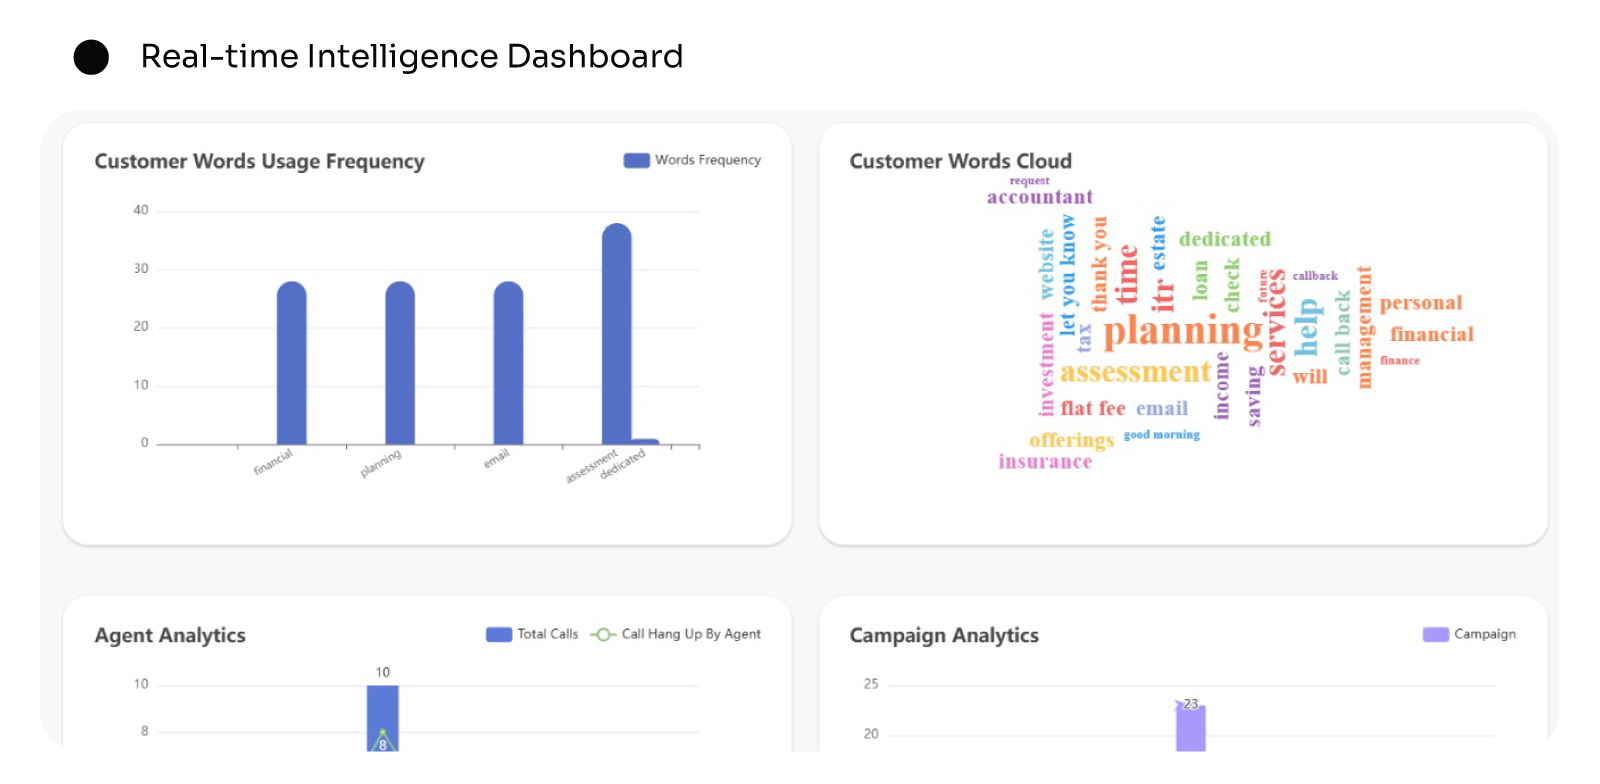 Real-time Intelligence Dashboard
Customer Words Usage Frequency
Words Frequency
40
30
20
10
0
financial
planning
email
assessment
dedicated
Customer Words Cloud
request
accountant
website
let you know
thank you
time
estate
itr
dedicated
loan
check
future
services
callback
help
call back
management
personal
financial
finance
will
investment
tax
planning
assessment
income
saving
flat fee
email
offerings
good morning
insurance
Agent Analytics
Total Calls
Call Hang Up By Agent
10
10
8
8
Campaign Analytics
Campaign
25
23
20